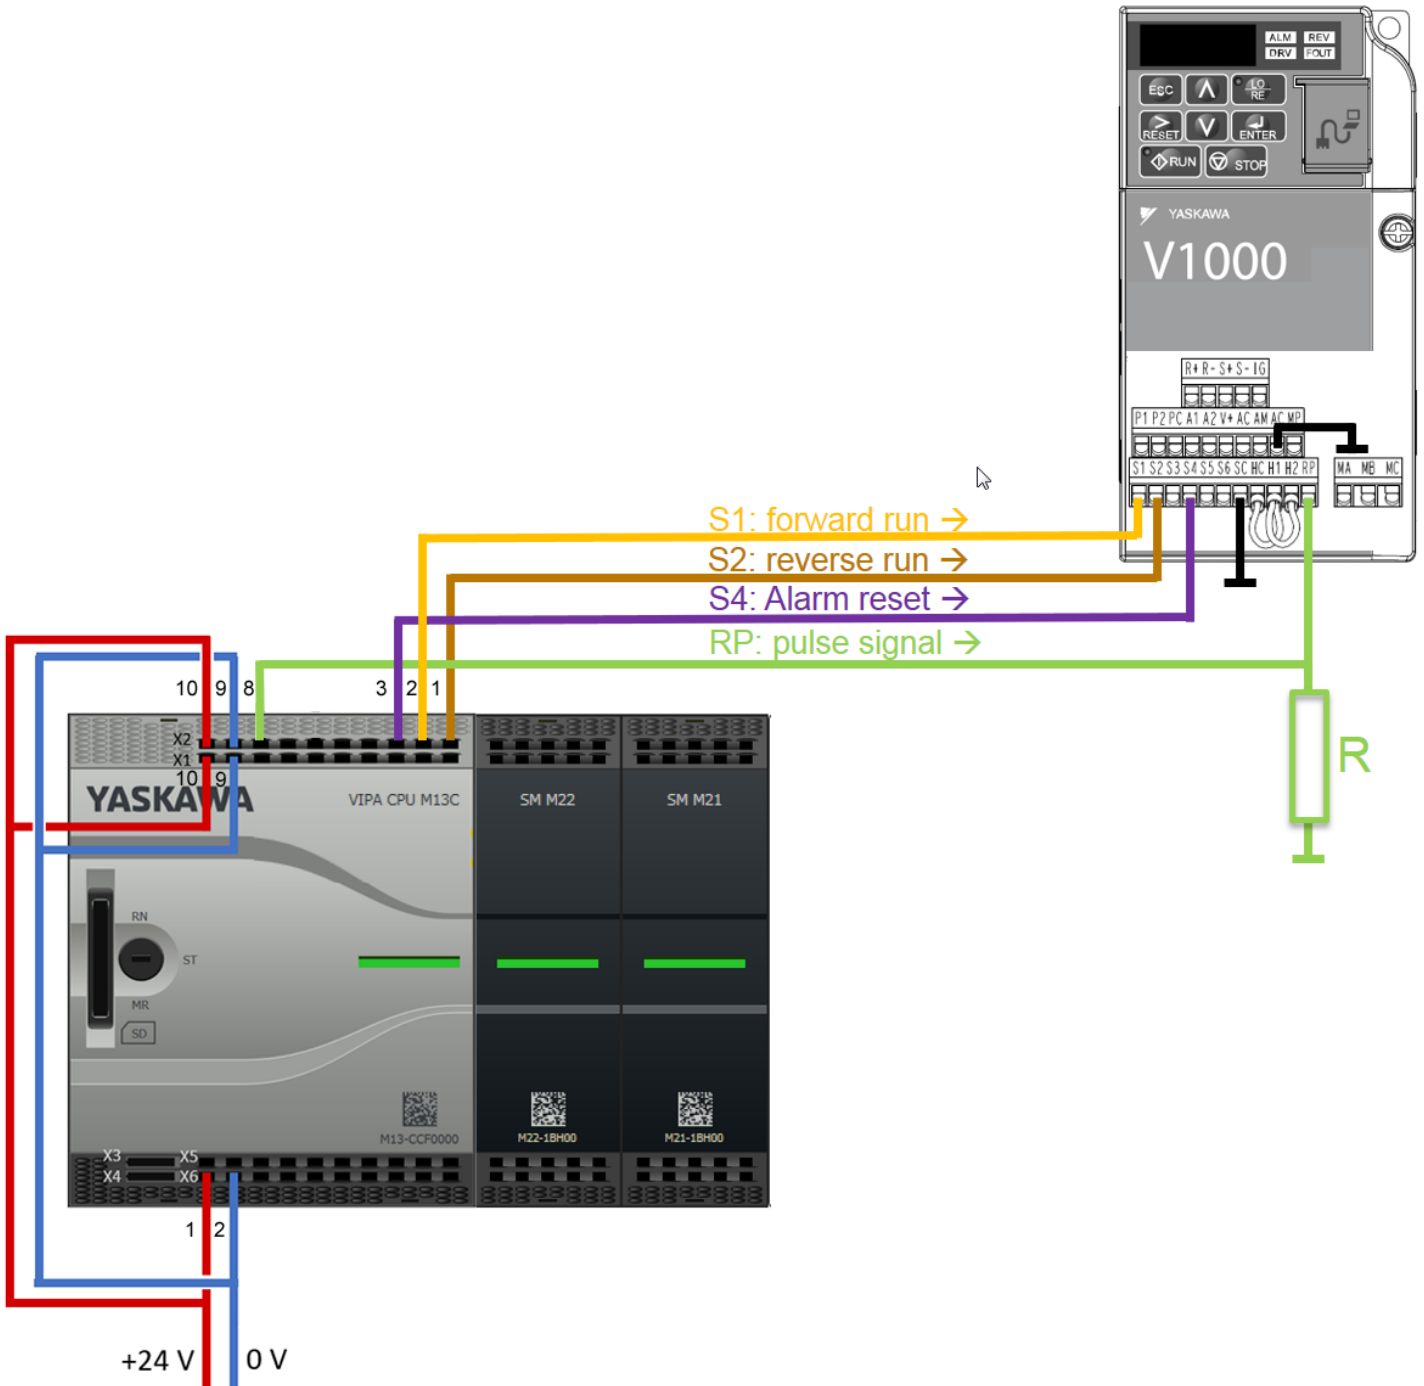 ALM REV
DRV FOUT
ESC
LO
RE
RESET
ENTER
RUN
STOP
YASKAWA
V1000
R+ R- S+ S- IG
P1 P2 PC A1 A2 V+ AC AM AC MP
S1 S2 S3 S4 S5 S6 SC HC H1 H2 RP
MA MB MC
S1: forward run →
S2: reverse run →
S4: Alarm reset →
RP: pulse signal →
10 9 8 3 2 1
X2
X1
10 9
YASKAWA
VIPA CPU M13C
SM M22
SM M21
R
RN
ST
MR
SD
M13-CCF0000
M22-1BH00
M21-1BH00
X3 X5
X4 X6
1 2
+24 V 0 V